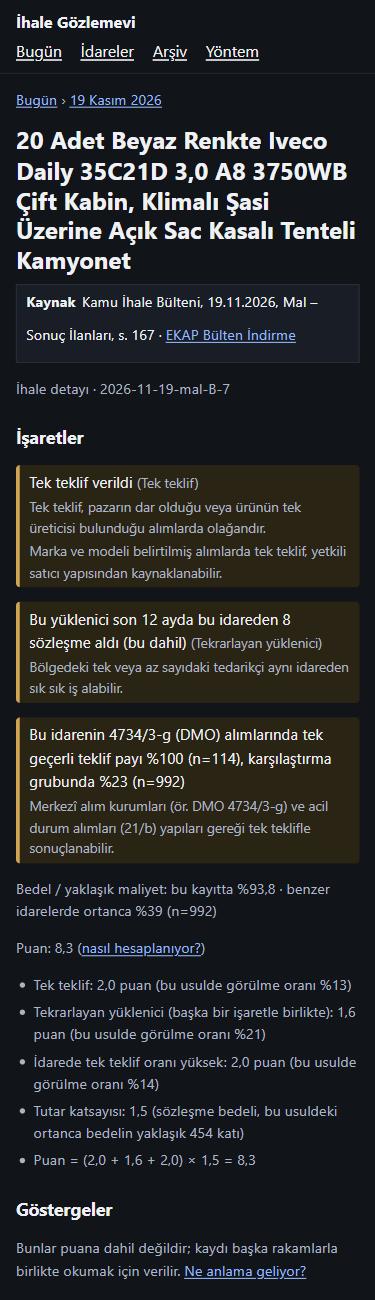 İhale Gözlemevi
Bugün İdareler Arşiv Yöntem
Bugün › 19 Kasım 2026
20 Adet Beyaz Renkte Iveco
Daily 35C21D 3,0 A8 3750WB
Çift Kabin, Klimalı Şasi
Üzerine Açık Sac Kasalı Tenteli
Kamyonet
Kaynak Kamu İhale Bülteni, 19.11.2026, Mal –
Sonuç İlanları, s. 167 · EKAP Bülten İndirme
İhale detayı · 2026-11-19-mal-B-7
İşaretler
Tek teklif verildi (Tek teklif)
Tek teklif, pazarın dar olduğu veya ürünün tek
üreticisi bulunduğu alımlarda olağandır.
Marka ve modeli belirtilmiş alımlarda tek teklif, yetkili
satıcı yapısından kaynaklanabilir.
Bu yüklenici son 12 ayda bu idareden 8
sözleşme aldı (bu dahil) (Tekrarlayan yüklenici)
Bölgedeki tek veya az sayıdaki tedarikçi aynı idareden
sık sık iş alabilir.
Bu idarenin 4734/3-g (DMO) alımlarında tek
geçerli teklif payı %100 (n=114), karşılaştırma
grubunda %23 (n=992)
Merkezî alım kurumları (ör. DMO 4734/3-g) ve acil
durum alımları (21/b) yapıları gereği tek teklifle
sonuçlanabilir.
Bedel / yaklaşık maliyet: bu kayıtta %93,8 · benzer
idarelerde ortanca %39 (n=992)
Puan: 8,3 (nasıl hesaplanıyor?)
• Tek teklif: 2,0 puan (bu usulde görülme oranı %13)
• Tekrarlayan yüklenici (başka bir işaretle birlikte): 1,6
puan (bu usulde görülme oranı %21)
• İdarede tek teklif oranı yüksek: 2,0 puan (bu usulde
görülme oranı %14)
• Tutar katsayısı: 1,5 (sözleşme bedeli, bu usuldeki
ortanca bedelin yaklaşık 454 katı)
• Puan = (2,0 + 1,6 + 2,0) × 1,5 = 8,3
Göstergeler
Bunlar puana dahil değildir; kaydı başka rakamlarla
birlikte okumak için verilir. Ne anlama geliyor?